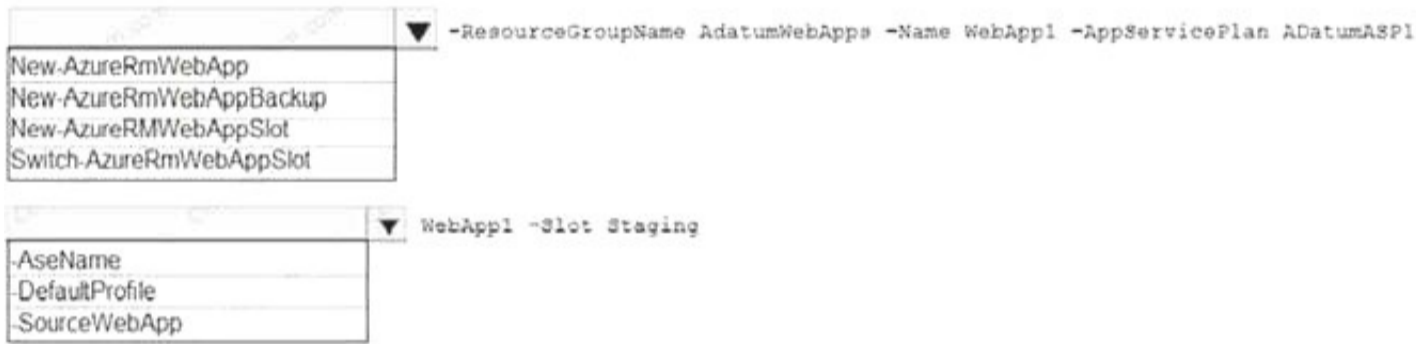 -ResourceGroupName AdatumWebApps -Name WebApp1 -AppServicePlan ADatumASP1
New-AzureRmWebApp
New-AzureRmWebAppBackup
New-AzureRMWebAppSlot
Switch-AzureRmWebAppSlot
WebApp1 -Slot Staging
-AseName
-DefaultProfile
-SourceWebApp